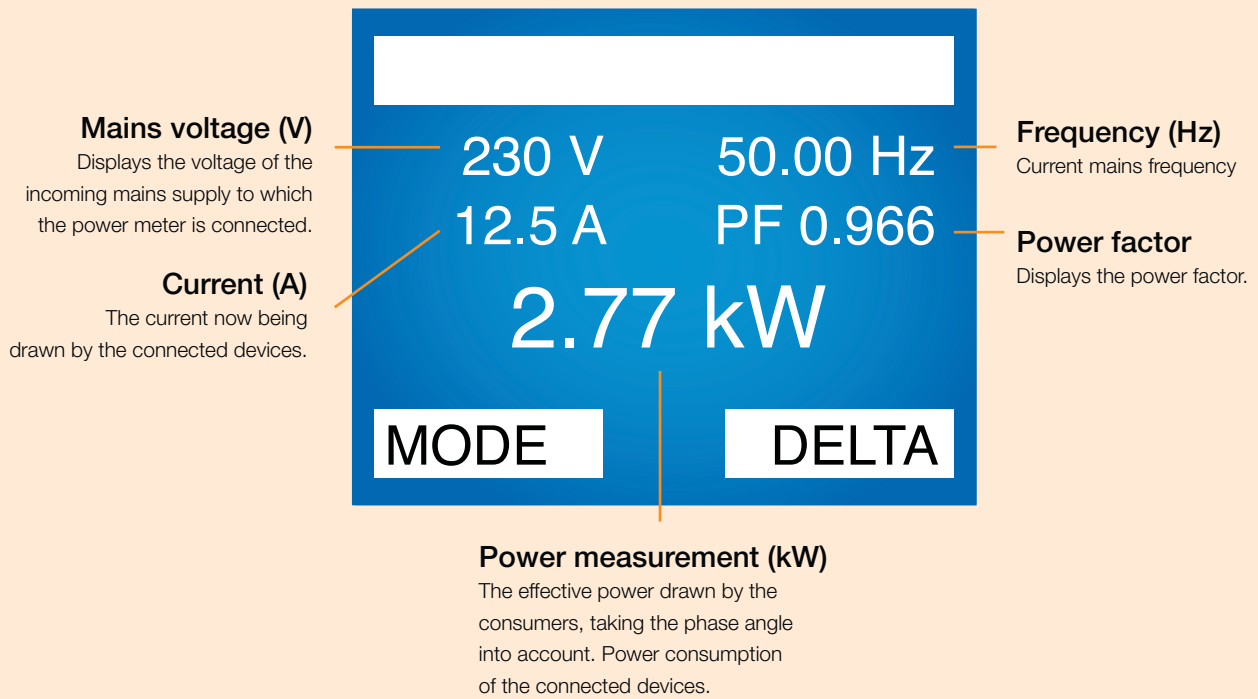 Mains voltage (V)
Displays the voltage of the
incoming mains supply to which
the power meter is connected.
Current (A)
The current now being
drawn by the connected devices.
230 V
50.00 Hz
12.5 A
PF 0.966
2.77 kW
MODE
DELTA
Frequency (Hz)
Current mains frequency
Power factor
Displays the power factor.
Power measurement (kW)
The effective power drawn by the
consumers, taking the phase angle
into account. Power consumption
of the connected devices.